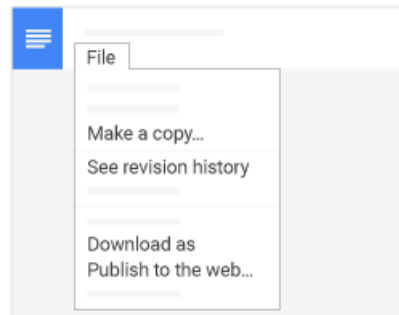 File
Make a copy...
See revision history
Download as
Publish to the web...